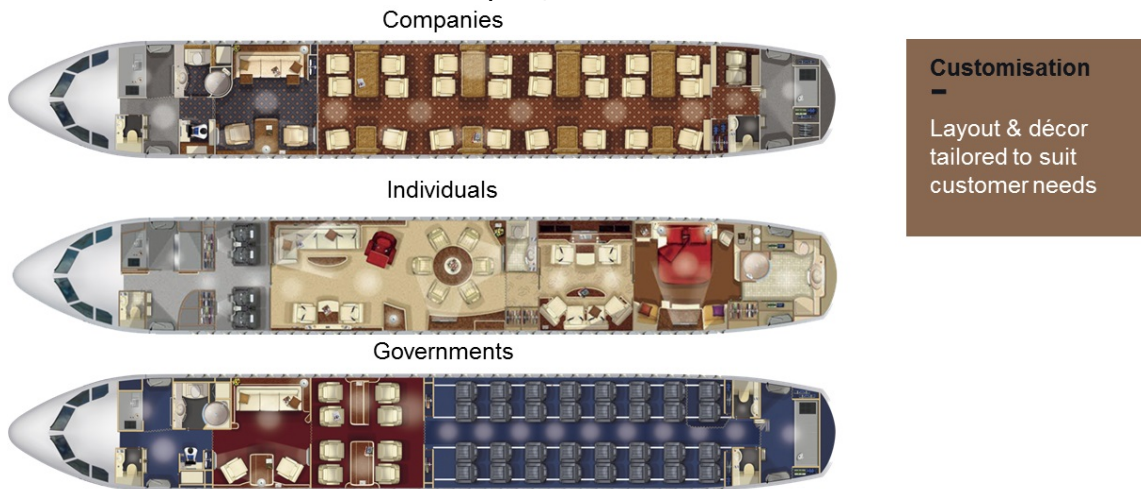 Companies
Individuals
Governments
Customisation
Layout & décor
tailored to suit
customer needs